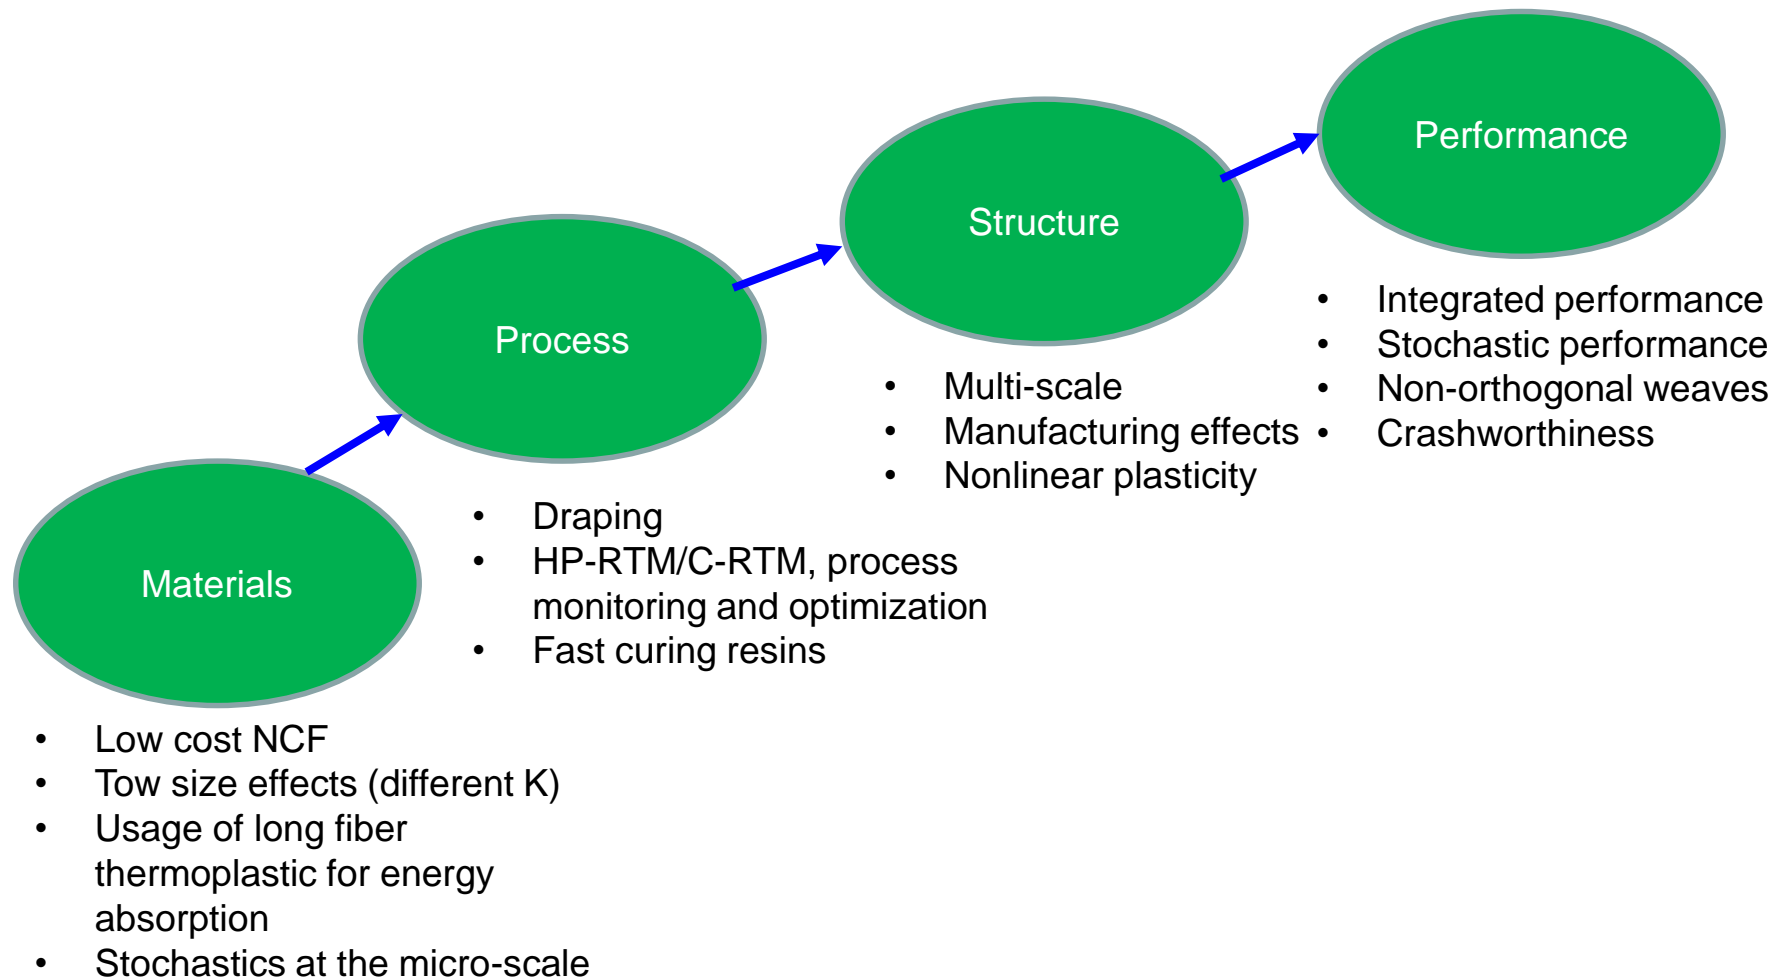 Performance
Structure
Process
Materials
• Integrated performance
• Stochastic performance
• Non-orthogonal weaves
• Crashworthiness
• Multi-scale
• Manufacturing effects
• Nonlinear plasticity
• Draping
• HP-RTM/C-RTM, process
monitoring and optimization
• Fast curing resins
• Low cost NCF
• Tow size effects (different K)
• Usage of long fiber
thermoplastic for energy
absorption
• Stochastics at the micro-scale